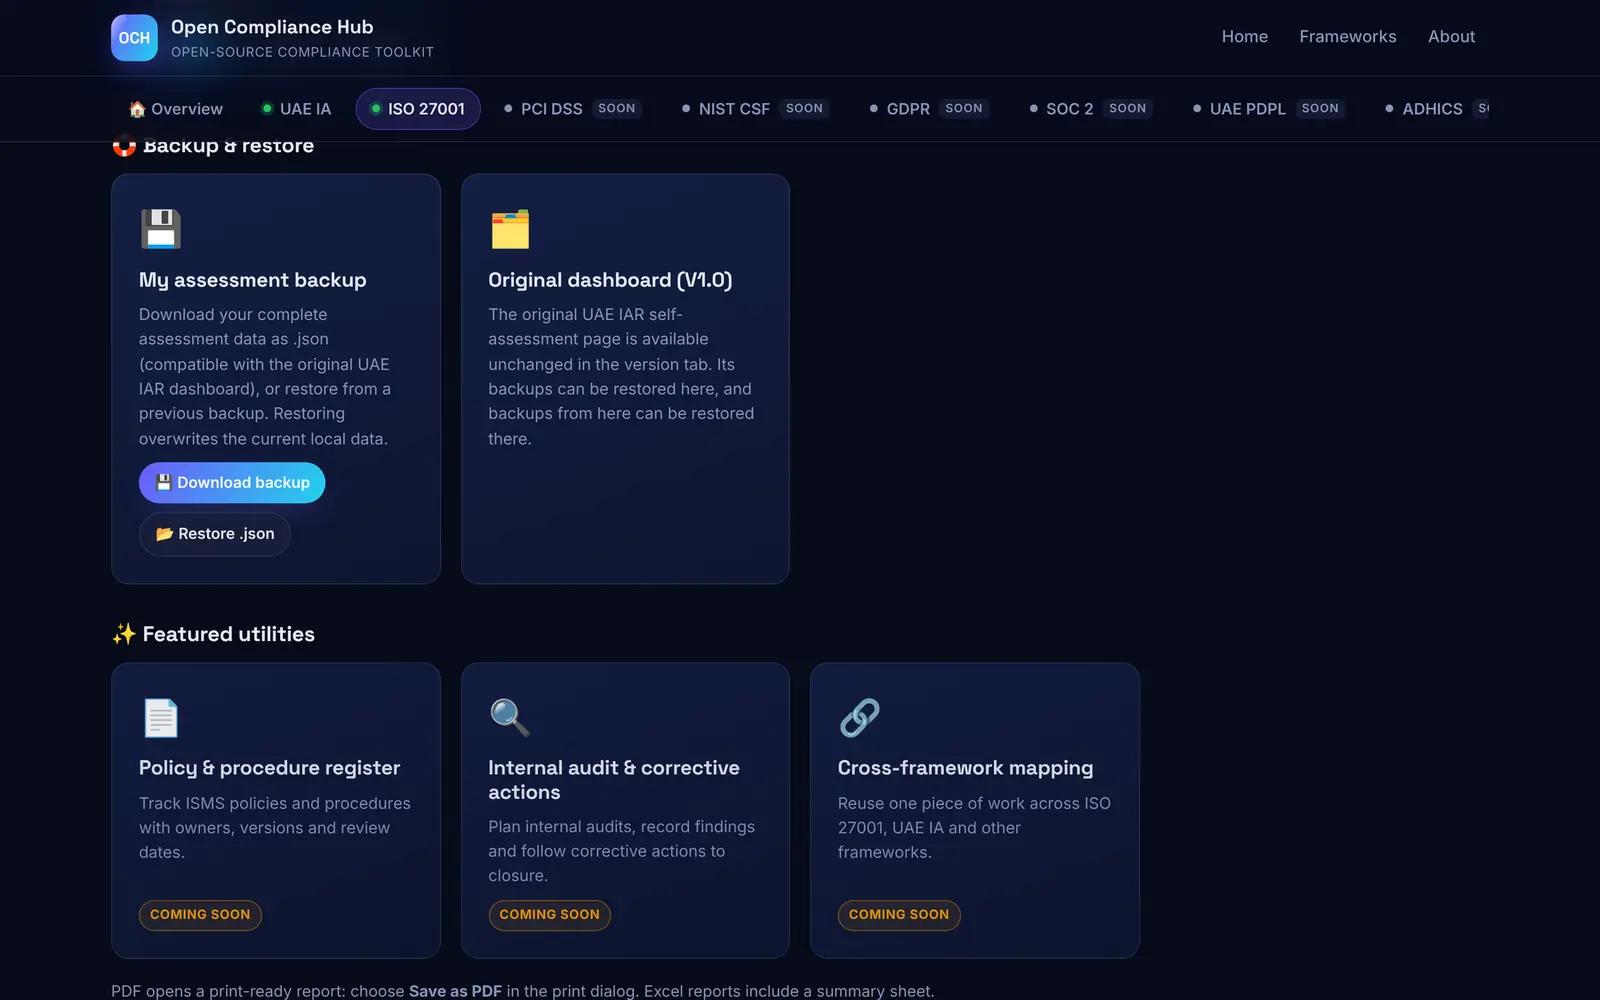 OCH
Open Compliance Hub
OPEN-SOURCE COMPLIANCE TOOLKIT
Home
Frameworks
About
Overview
UAE IA
ISO 27001
PCI DSS SOON
NIST CSF SOON
GDPR SOON
SOC 2 SOON
UAE PDPL SOON
ADHICS
Backup & restore
My assessment backup
Download your complete
assessment data as .json
(compatible with the original UAE
IAR dashboard), or restore from a
previous backup. Restoring
overwrites the current local data.
Download backup
Restore .json
Original dashboard (V1.0)
The original UAE IAR self-
assessment page is available
unchanged in the version tab. Its
backups can be restored here, and
backups from here can be restored
there.
Featured utilities
Policy & procedure register
Track ISMS policies and procedures
with owners, versions and review
dates.
COMING SOON
Internal audit & corrective
actions
Plan internal audits, record findings
and follow corrective actions to
closure.
COMING SOON
Cross-framework mapping
Reuse one piece of work across ISO
27001, UAE IA and other
frameworks.
COMING SOON
PDF opens a print-ready report: choose Save as PDF in the print dialog. Excel reports include a summary sheet.